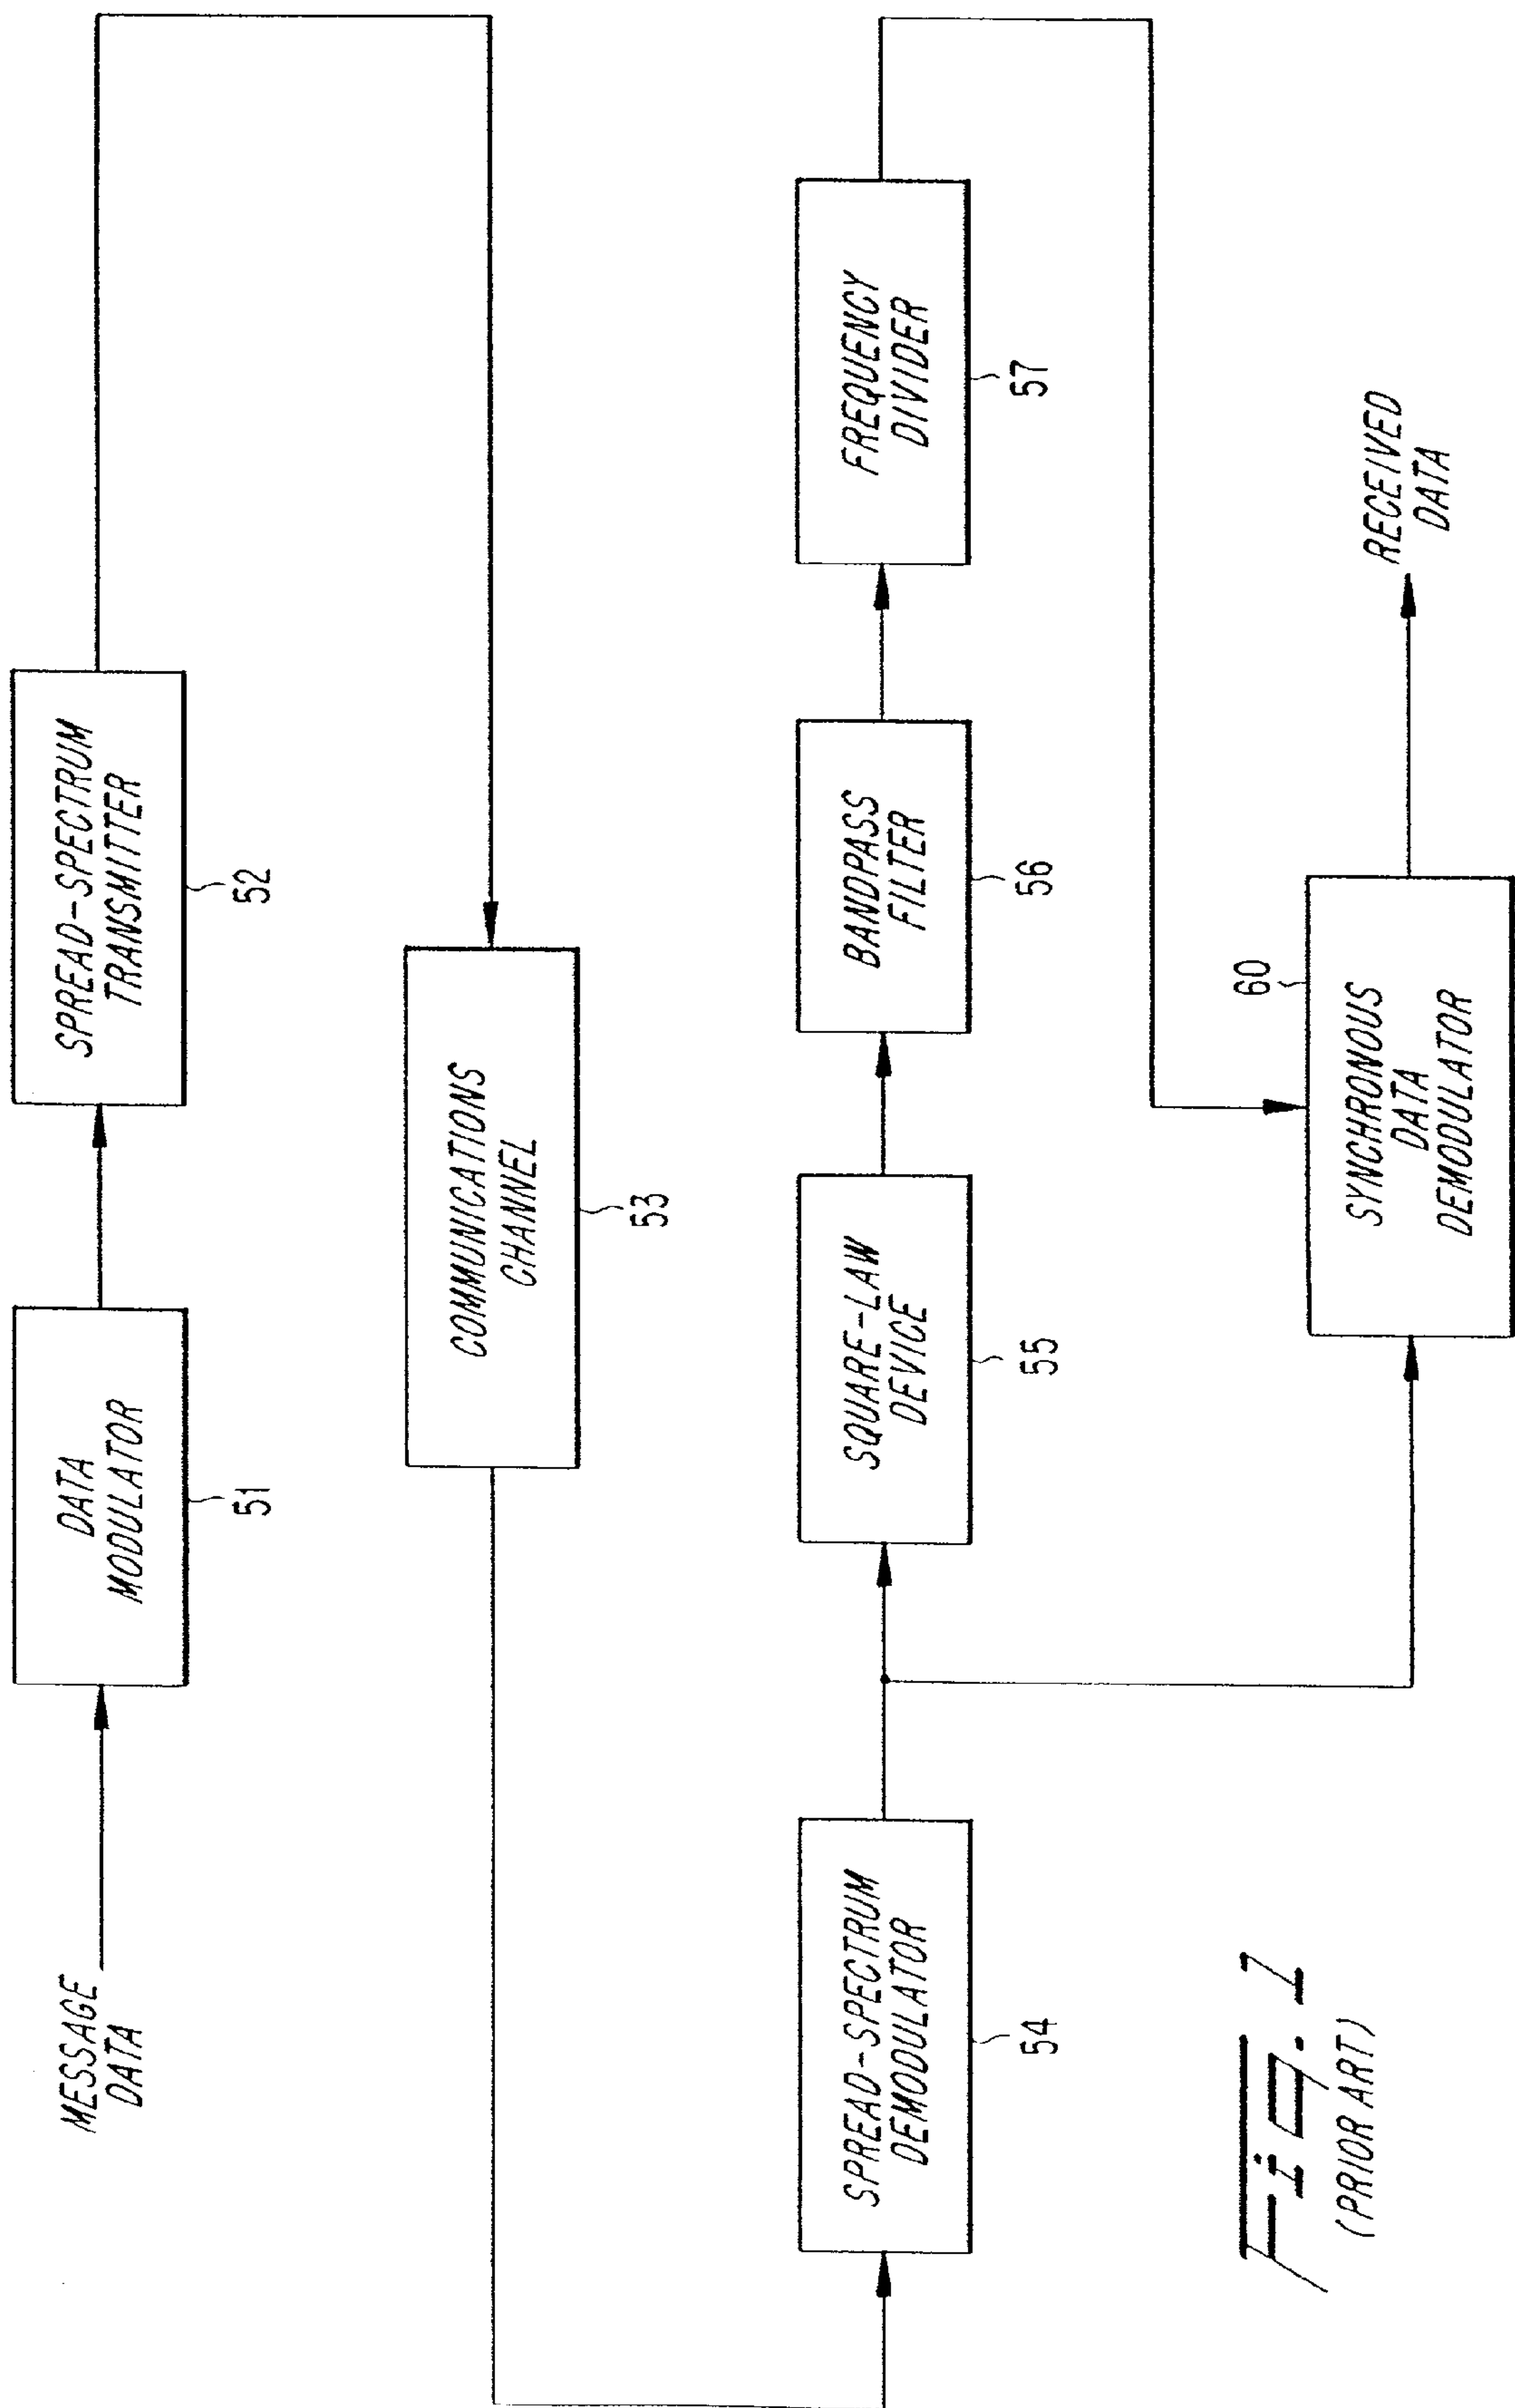 MESSAGE
DATA
DATA
MODULATOR
51
SPREAD-SPECTRUM
TRANSMITTER
52
COMMUNICATIONS
CHANNEL
53
SPREAD-SPECTRUM
DEMODULATOR
54
SQUARE-LAW
DEVICE
55
BANDPASS
FILTER
56
FREQUENCY
DIVIDER
57
60
SYNCHRONOUS
DATA
DEMODULATOR
RECEIVED
DATA
Fig. 1
(PRIOR ART)